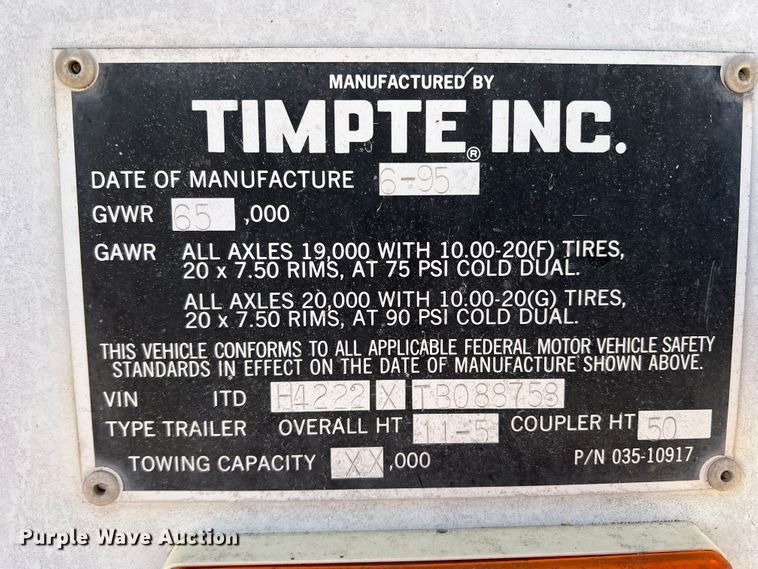 MANUFACTURED BY
TIMPTE® INC.
DATE OF MANUFACTURE 6-95
GVWR 65 ,000
GAWR ALL AXLES 19,000 WITH 10.00-20(F) TIRES,
20 x 7.50 RIMS, AT 75 PSI COLD DUAL.
ALL AXLES 20,000 WITH 10.00-20(G) TIRES,
20 x 7.50 RIMS, AT 90 PSI COLD DUAL.
THIS VEHICLE CONFORMS TO ALL APPLICABLE FEDERAL MOTOR VEHICLE SAFETY
STANDARDS IN EFFECT ON THE DATE OF MANUFACTURE SHOWN ABOVE.
VIN ITD H4222 X TB088758
TYPE TRAILER OVERALL HT 11-5 COUPLER HT 50
TOWING CAPACITY XX ,000 P/N 035-10917
Purple Wave Auction